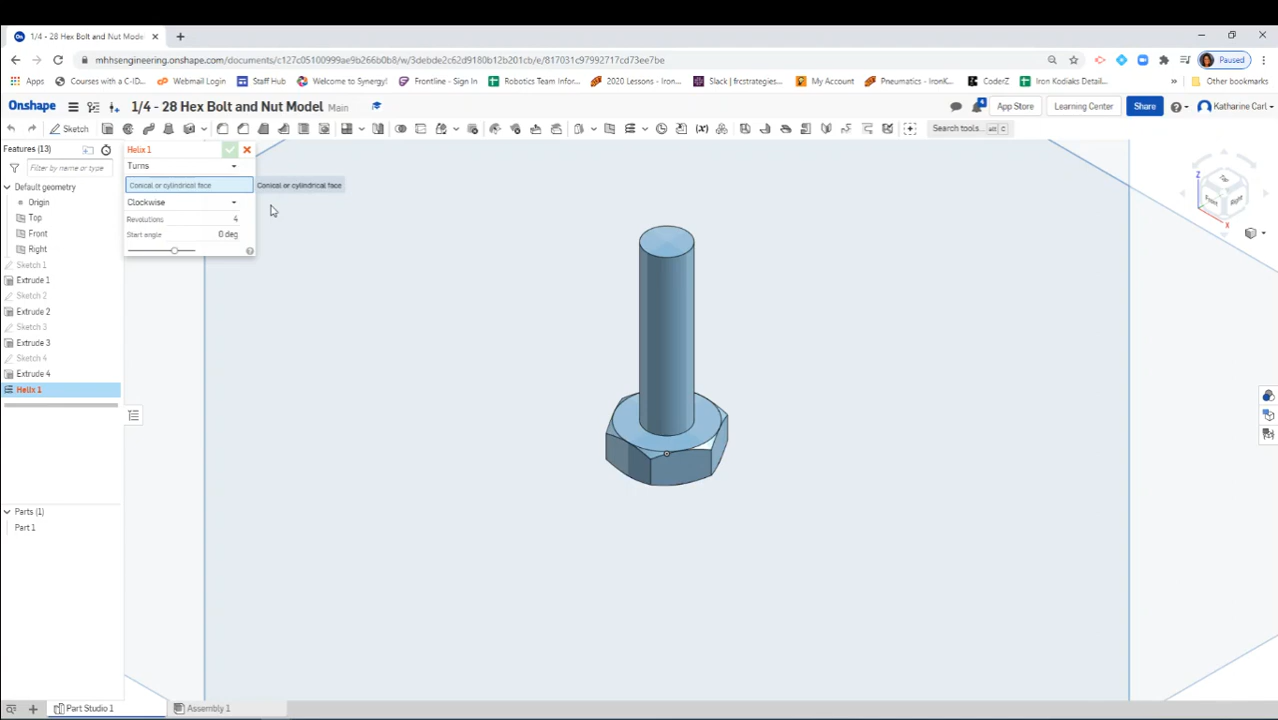 1/4 - 28 Hex Bolt and Nut Model
mhhsengineering.onshape.com/documents/c127c05100999ae9b266b0b8/w/3debde2c62d9180b12b201cb/e/817031c97992717cd73ee7be
Paused
Apps
Courses with a C-ID...
Webmail Login
Staff Hub
Welcome to Synergy!
Frontline - Sign In
Robotics Team Infor...
2020 Lessons - Iron...
Slack | frcstrategies...
My Account
Pneumatics - IronK...
CoderZ
Iron Kodiaks Detail...
»
Other bookmarks
Onshape
1/4 - 28 Hex Bolt and Nut Model Main
4
App Store
Learning Center
Share
Katharine Carl
Sketch
(x)
Search tools...
alt C
Features (13)
Filter by name or type
Default geometry
Origin
Top
Front
Right
Sketch 1
Extrude 1
Sketch 2
Extrude 2
Sketch 3
Extrude 3
Sketch 4
Extrude 4
Helix 1
Parts (1)
Part 1
Helix 1
Turns
Conical or cylindrical face
Conical or cylindrical face
Clockwise
Revolutions 4
Start angle 0 deg
Z
Top
Front
Right
X
Part Studio 1
Assembly 1